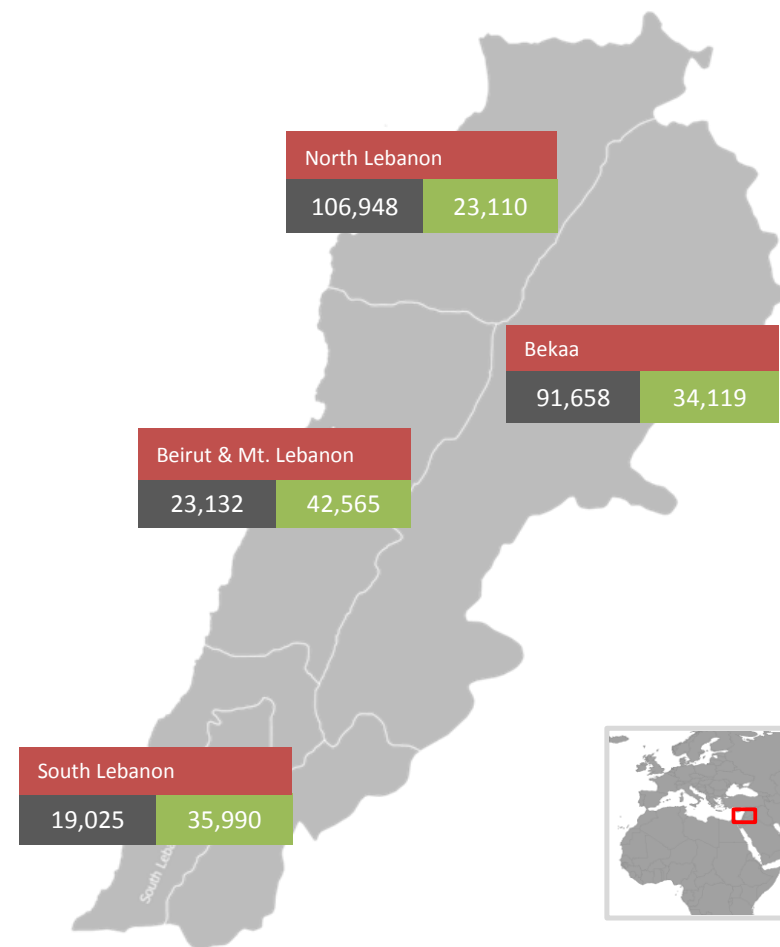 North Lebanon
106,948 23,110
Bekaa
91,658 34,119
Beirut & Mt. Lebanon
23,132 42,565
South Lebanon
19,025 35,990
South